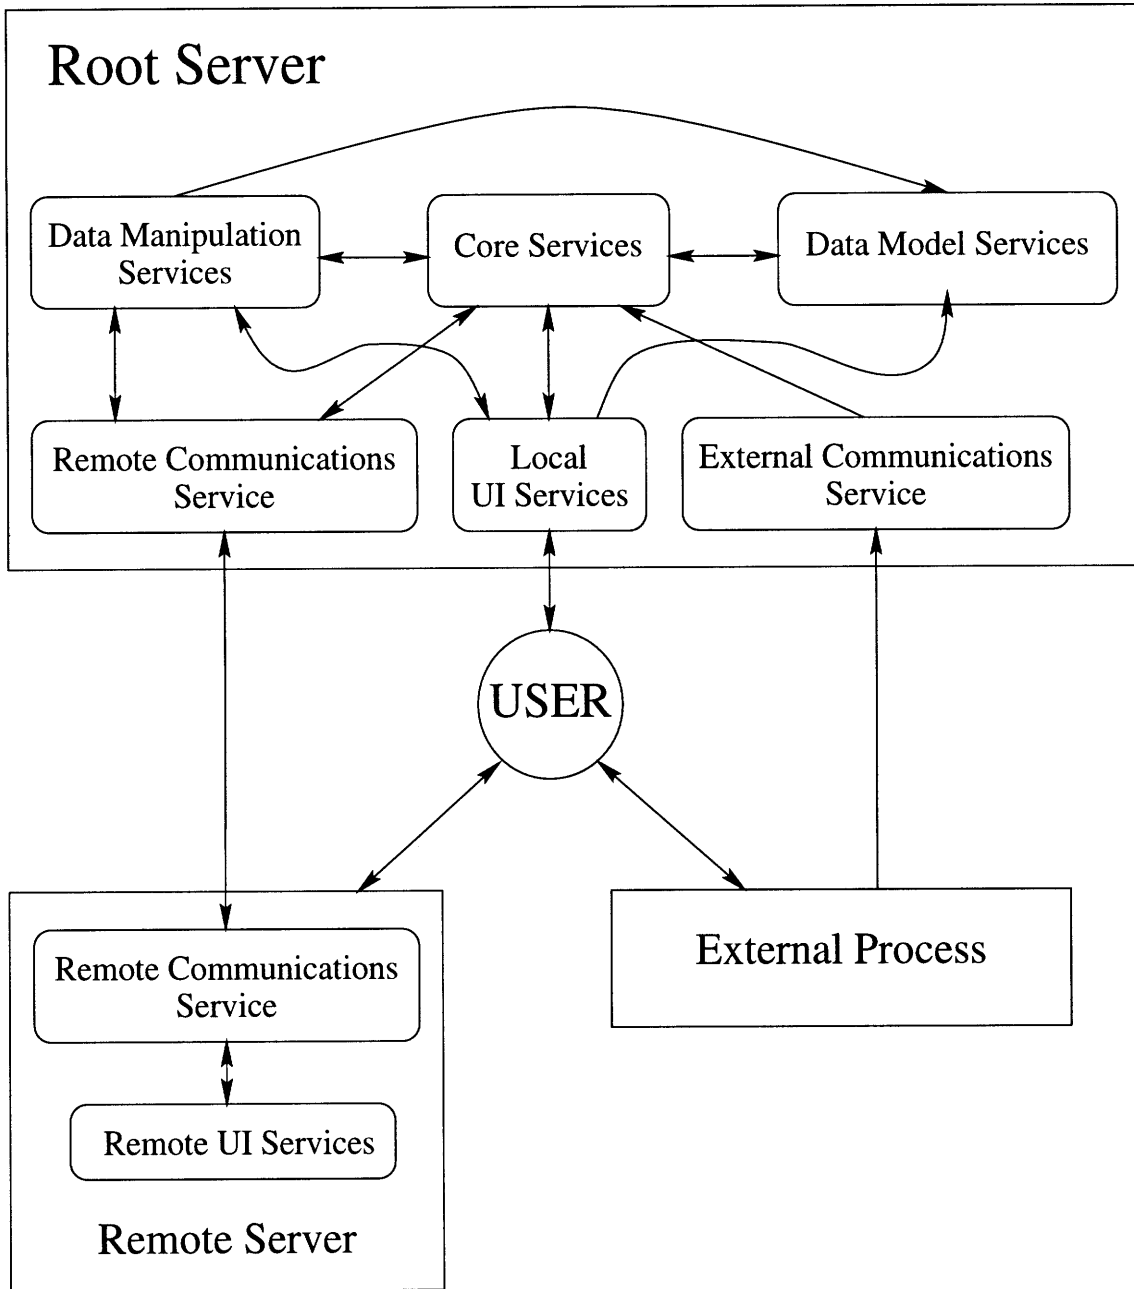 Root Server
Data Manipulation
Services
Core Services
Data Model Services
Remote Communications
Service
Local
UI Services
External Communications
Service
USER
Remote Communications
Service
Remote UI Services
Remote Server
External Process